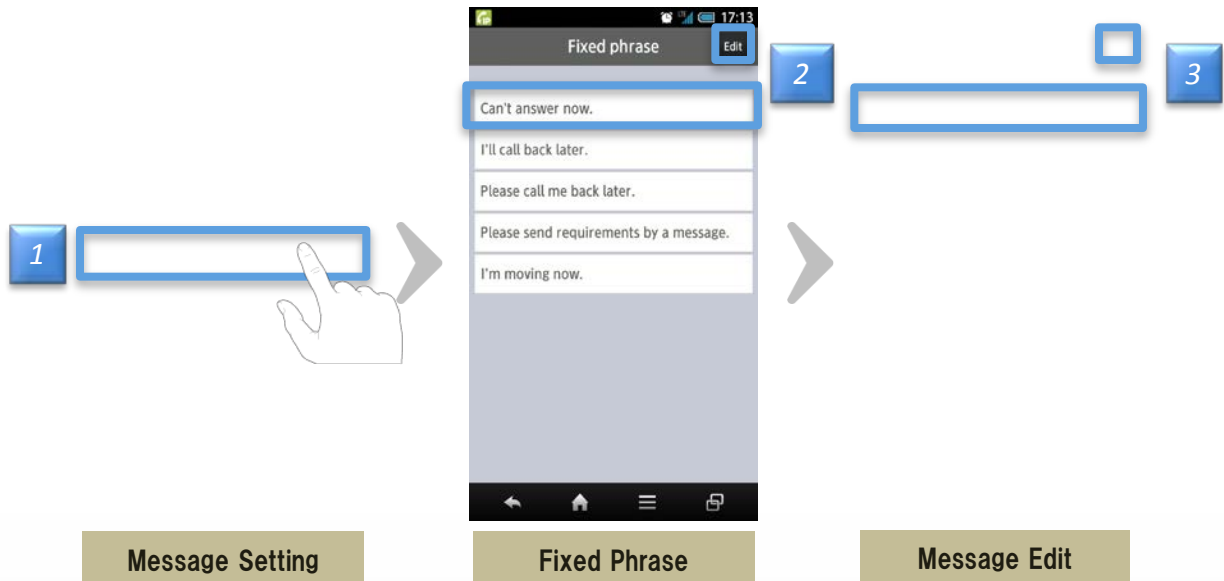 17:13
Fixed phrase
Edit
2
3
Can't answer now.
I'll call back later.
Please call me back later.
Please send requirements by a message.
1
I'm moving now.
Message Setting
Fixed Phrase
Message Edit